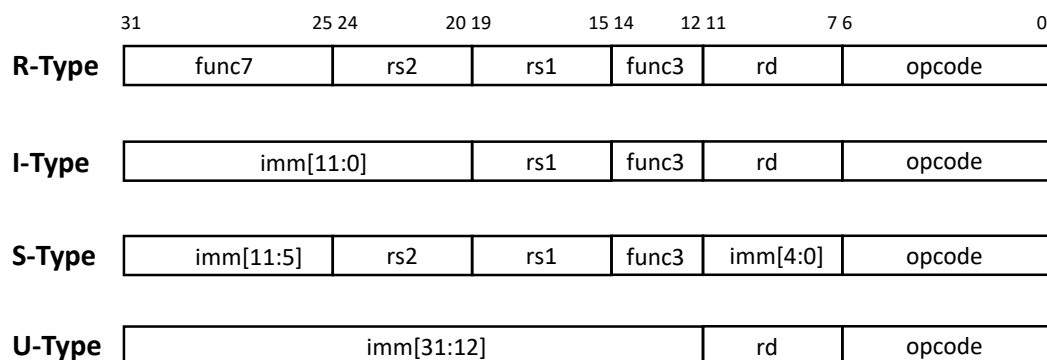 31 25 24 20 19 15 14 12 11 7 6 0
R-Type func7 rs2 rs1 func3 rd opcode
I-Type imm[11:0] rs1 func3 rd opcode
S-Type imm[11:5] rs2 rs1 func3 imm[4:0] opcode
U-Type imm[31:12] rd opcode